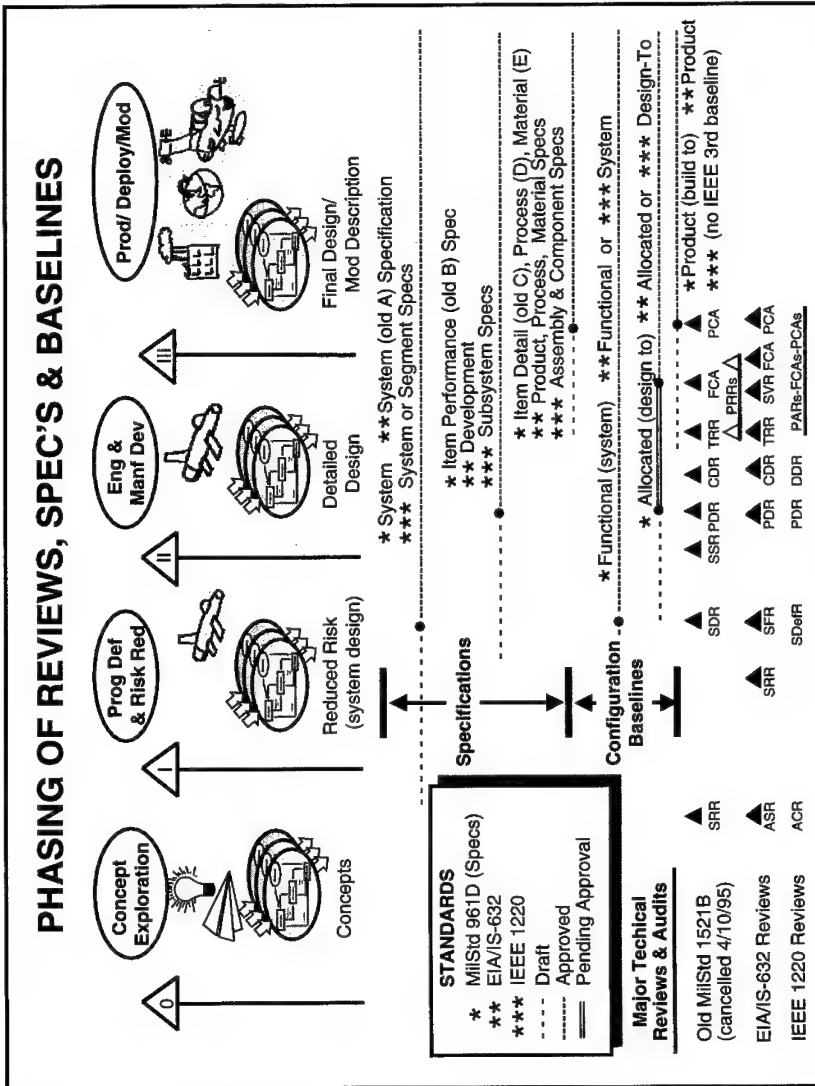 PHASING OF REVIEWS, SPEC'S & BASELINES
0
Concept
Exploration
Concepts
I
Prog Def
& Risk Red
Reduced Risk
(system design)
II
Eng &
Manf Dev
Detailed
Design
III
Prod/ Deploy/Mod
Final Design/
Mod Description
STANDARDS
* MilStd 961D (Specs)
** EIA/IS-632
*** IEEE 1220
---- Draft
------ Approved
Pending Approval
Specifications
* System ** System (old A) Specification
*** System or Segment Specs
* Item Performance (old B) Spec
** Development
*** Subsystem Specs
* Item Detail (old C), Process (D), Material (E)
** Product, Process, Material Specs
*** Assembly & Component Specs
Configuration
Baselines
* Functional (system) ** Functional or *** System
* Allocated (design to) ** Allocated or *** Design-To
* Product (build to) ** Product
*** (no IEEE 3rd baseline)
Major Techical
Reviews & Audits
Old MilStd 1521B
(cancelled 4/10/95)
SRR SDR SSR PDR CDR TRR FCA PCA
PRRs
EIA/IS-632 Reviews
ASR SRR SFR PDR CDR TRR SVR FCA PCA
IEEE 1220 Reviews
ACR SDefR PDR DDR PARs-FCAs-PCAs